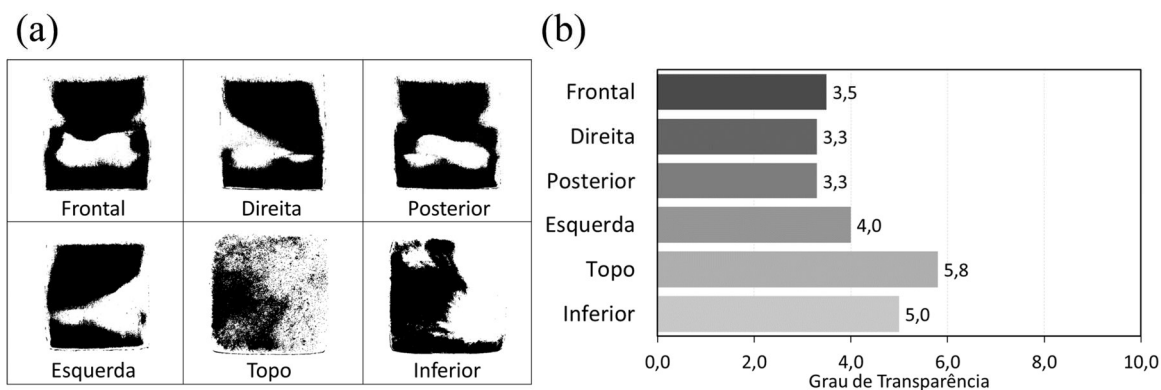 (a)
Frontal
Direita
Posterior
Esquerda
Topo
Inferior
(b)
Frontal
3,5
Direita
3,3
Posterior
3,3
Esquerda
4,0
Topo
5,8
Inferior
5,0
0,0
2,0
4,0
6,0
8,0
10,0
Grau de Transparência